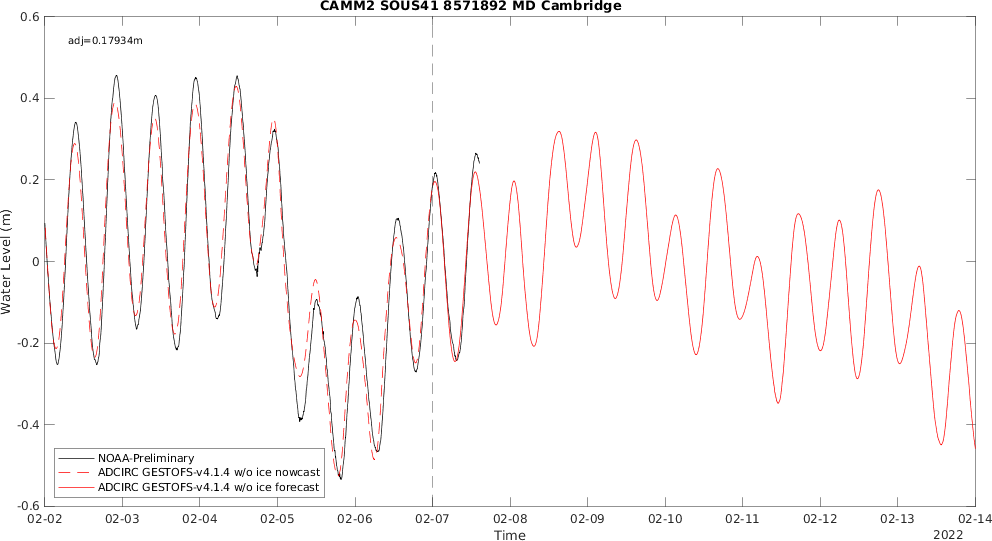 CAMM2 SOUS41 8571892 MD Cambridge
adj=0.17934m
0.6
0.4
0.2
0
-0.2
-0.4
-0.6
Water Level (m)
NOAA-Preliminary
ADCIRC GESTOFS-v4.1.4 w/o ice nowcast
ADCIRC GESTOFS-v4.1.4 w/o ice forecast
02-02 02-03 02-04 02-05 02-06 02-07 02-08 02-09 02-10 02-11 02-12 02-13 02-14
Time
2022